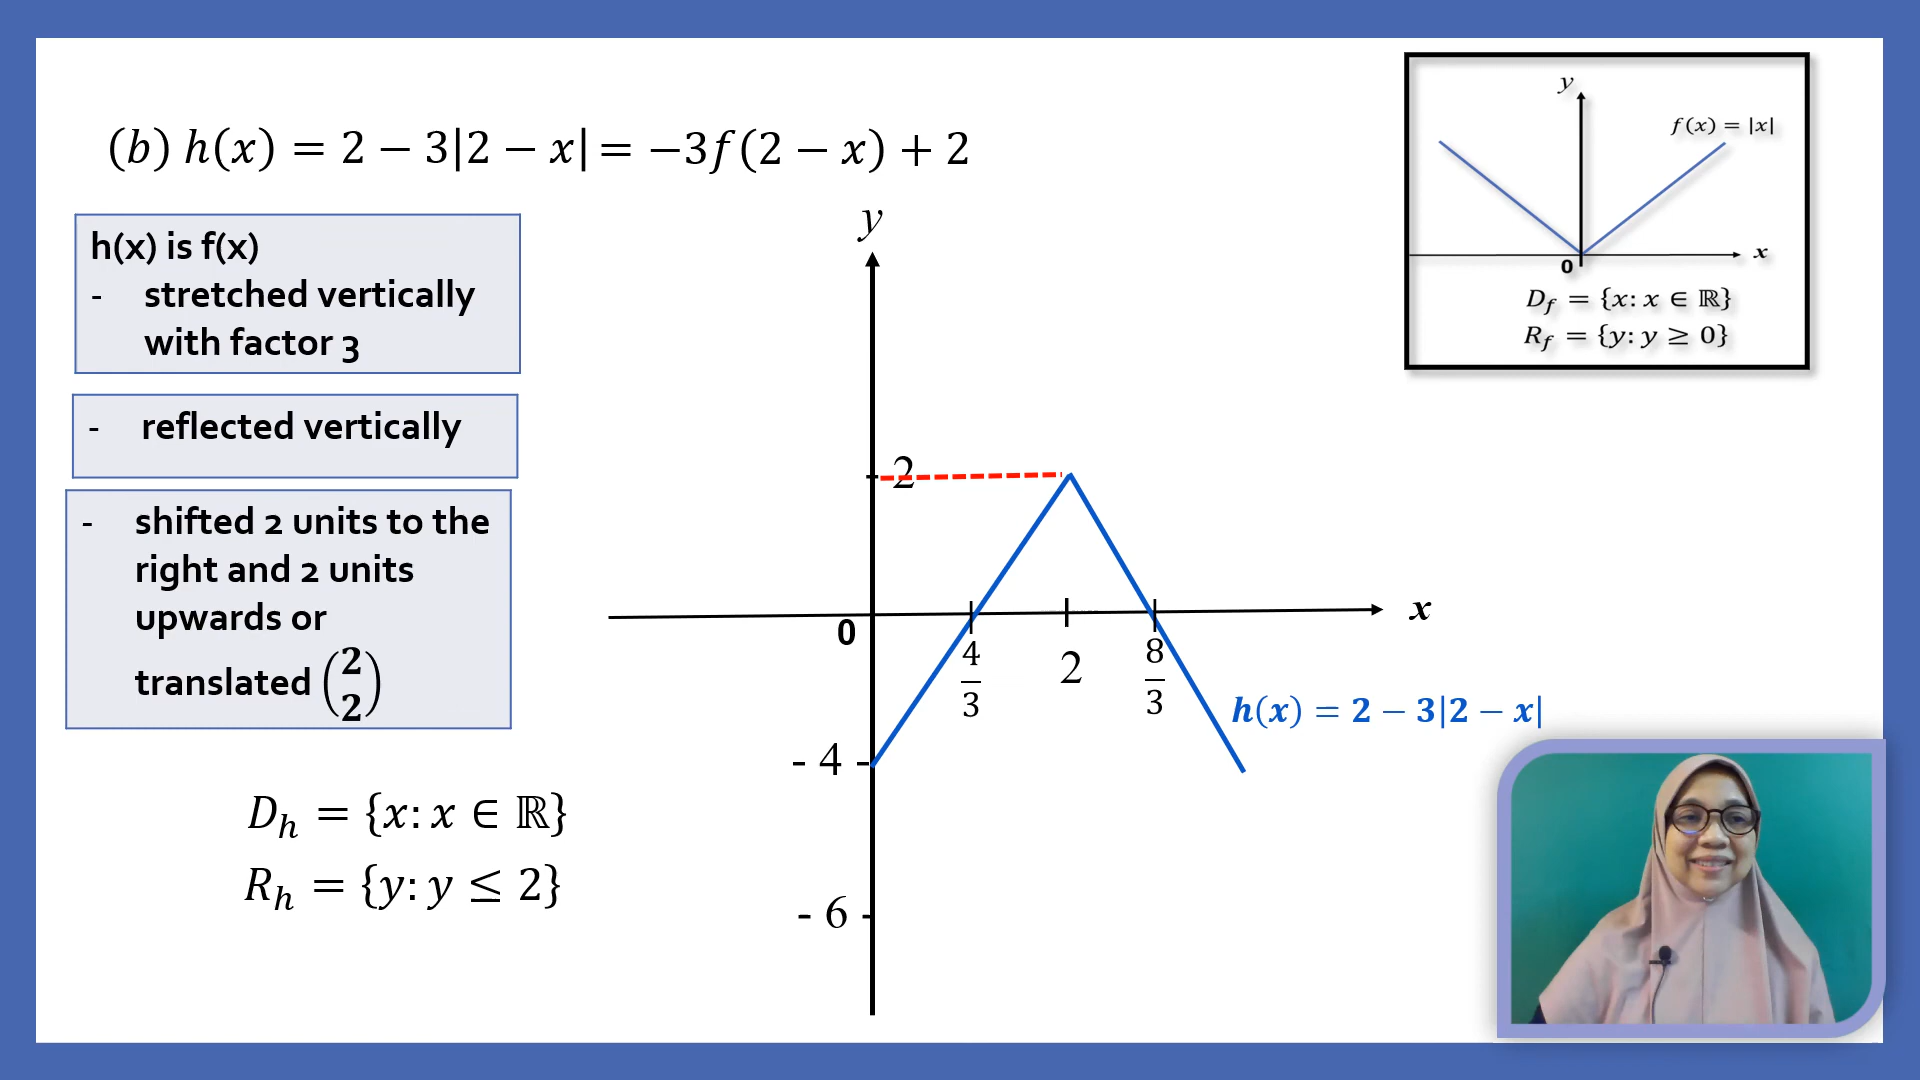 (b) h(x) = 2 − 3|2 − x| = −3f(2 − x) + 2
h(x) is f(x)
- stretched vertically
with factor 3
- reflected vertically
- shifted 2 units to the
right and 2 units
upwards or
translated (2 2)
D_h = {x: x ∈ ℝ}
R_h = {y: y ≤ 2}
y
2
0
4/3
2
8/3
x
- 4
- 6
h(x) = 2 − 3|2 − x|
y
f(x) = |x|
x
0
D_f = {x: x ∈ ℝ}
R_f = {y: y ≥ 0}